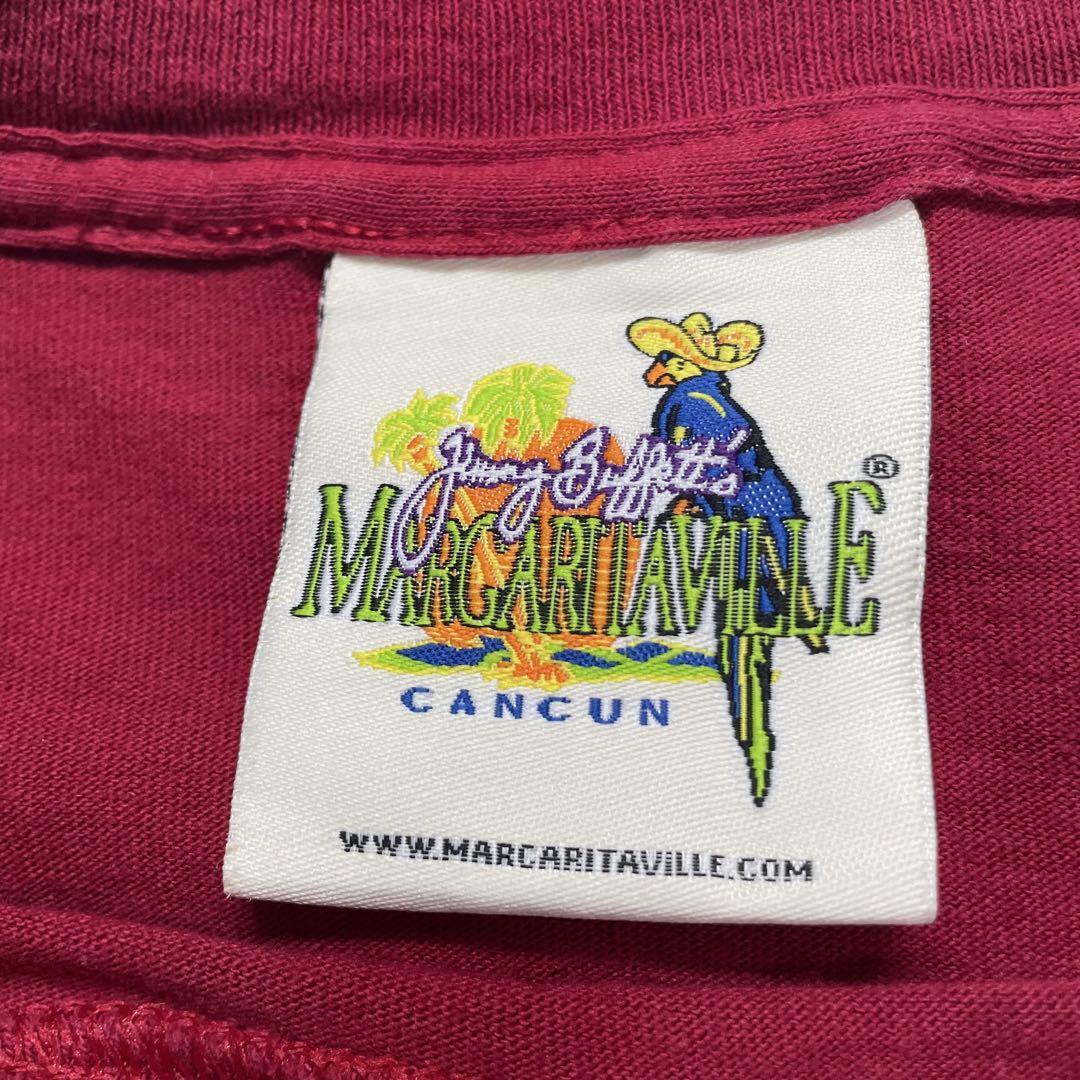 Jimmy Buffett's
MARGARITAVILLE ®
CANCUN
WWW.MARGARITAVILLE.COM